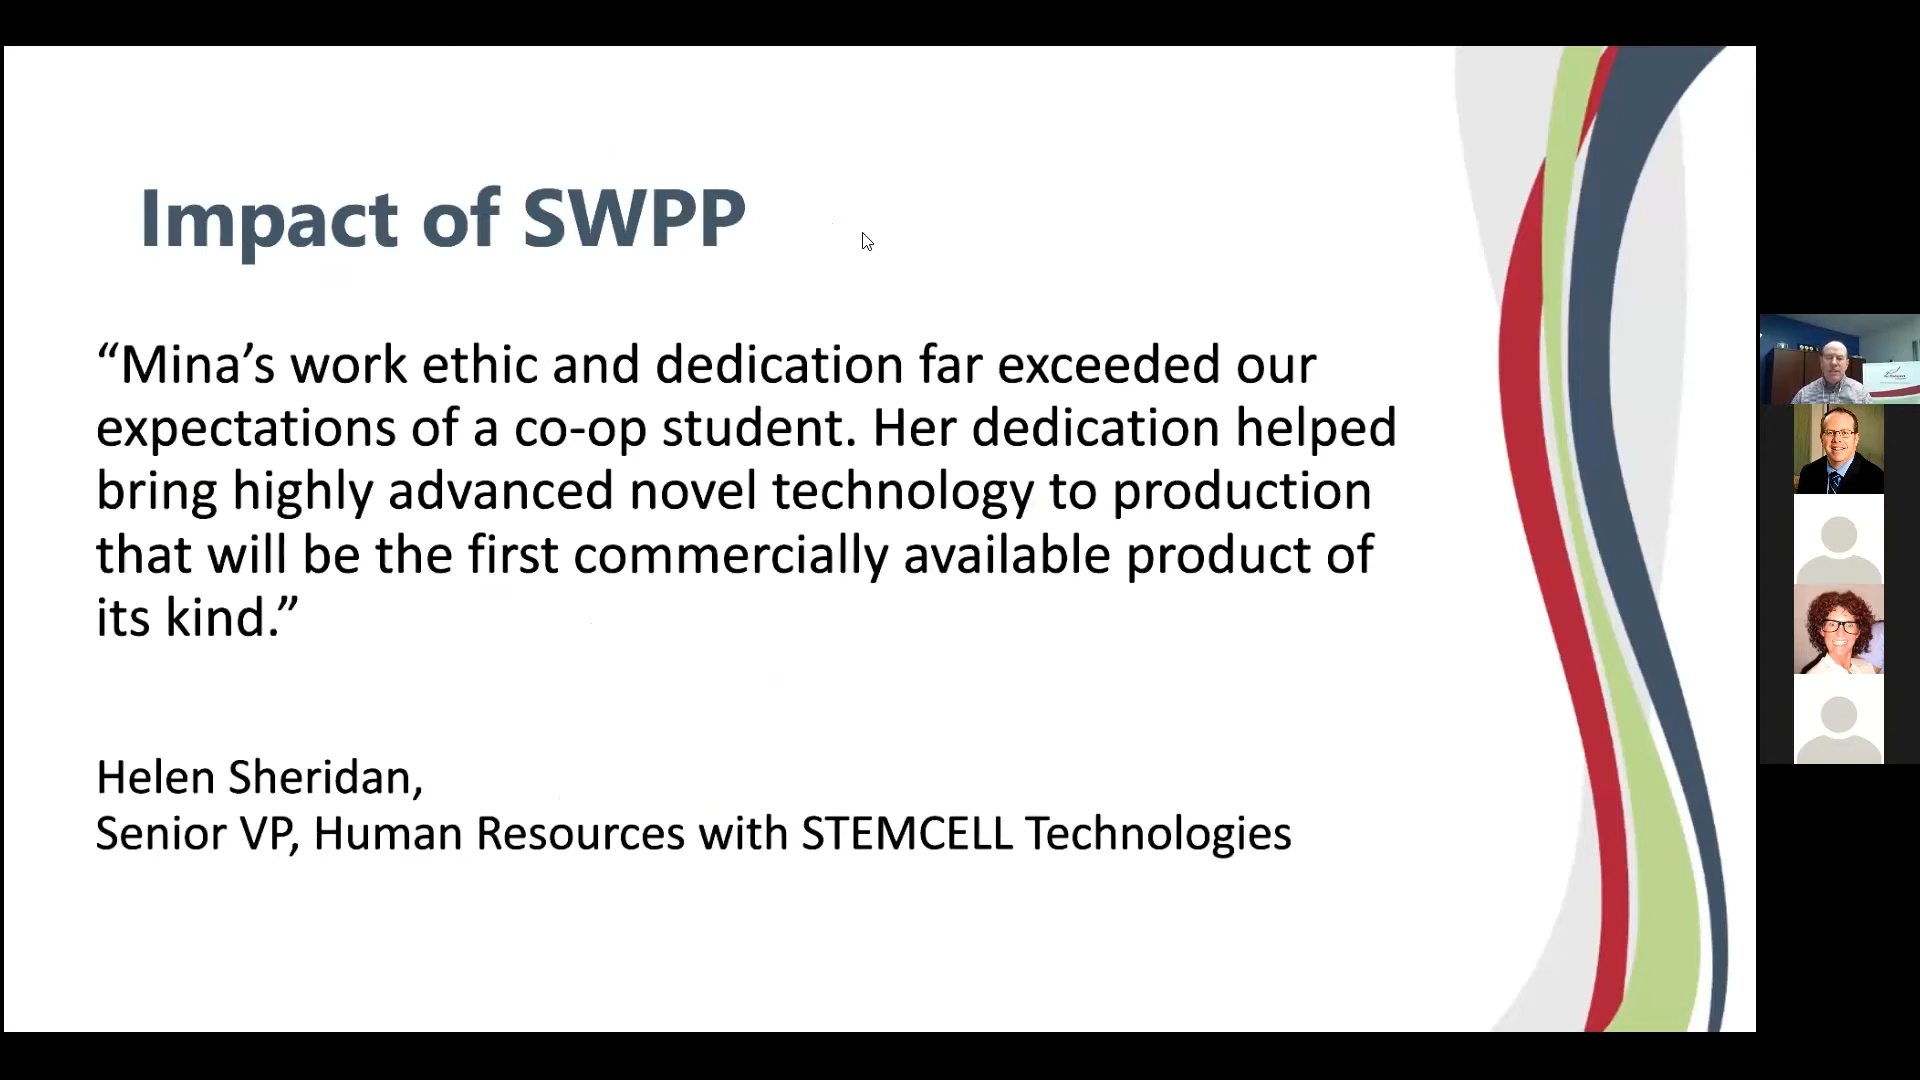 Impact of SWPP
“Mina’s work ethic and dedication far exceeded our
expectations of a co-op student. Her dedication helped
bring highly advanced novel technology to production
that will be the first commercially available product of
its kind.”
Helen Sheridan,
Senior VP, Human Resources with STEMCELL Technologies